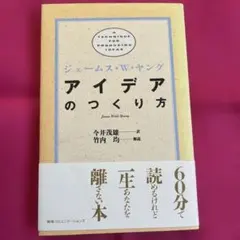 A
TECHNIQUE
FOR
PRODUCING
IDEAS
ジェームス・W・ヤング
アイデア
のつくり方
James Webb Young
今井茂雄 訳
竹内 均 解説
60分で
読めるけれど
一生あなたを
離さない本